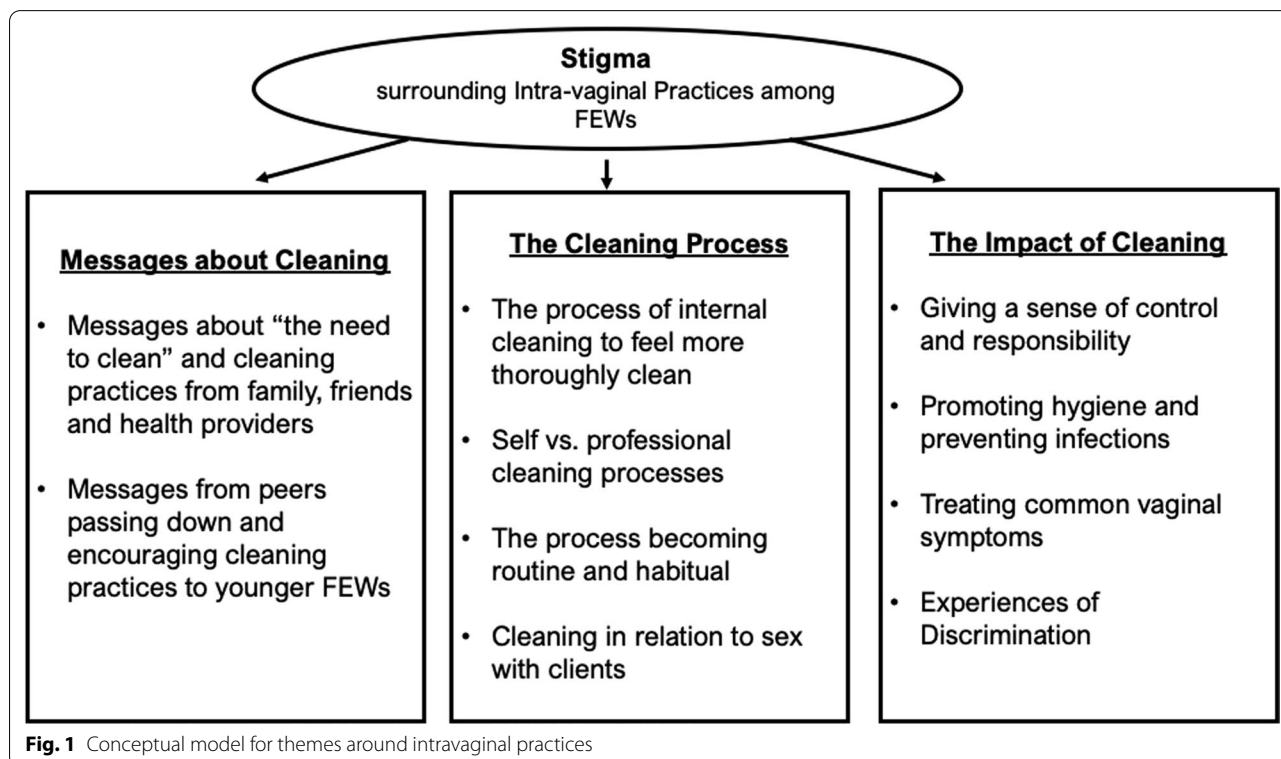 Stigma
surrounding Intra-vaginal Practices among
FEWs
Messages about Cleaning
• Messages about “the need
to clean” and cleaning
practices from family, friends
and health providers
• Messages from peers
passing down and
encouraging cleaning
practices to younger FEWs
The Cleaning Process
• The process of internal
cleaning to feel more
thoroughly clean
• Self vs. professional
cleaning processes
• The process becoming
routine and habitual
• Cleaning in relation to sex
with clients
The Impact of Cleaning
• Giving a sense of control
and responsibility
• Promoting hygiene and
preventing infections
• Treating common vaginal
symptoms
• Experiences of
Discrimination
Fig. 1 Conceptual model for themes around intravaginal practices